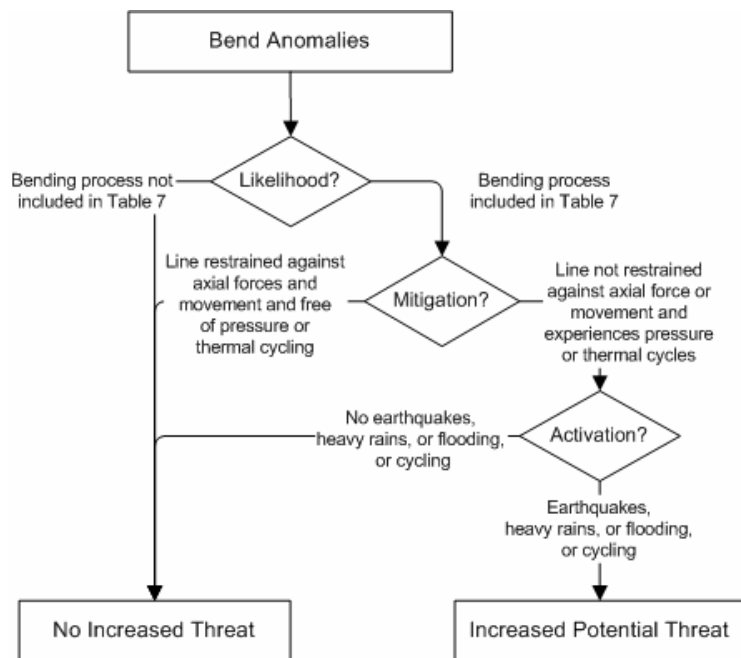 Bend Anomalies
Likelihood?
Bending process not
included in Table 7
Bending process
included in Table 7
Mitigation?
Line restrained against
axial forces and
movement and free
of pressure or
thermal cycling
Line not restrained
against axial force or
movement and
experiences pressure
or thermal cycles
Activation?
No earthquakes,
heavy rains, or flooding,
or cycling
Earthquakes,
heavy rains, or flooding,
or cycling
No Increased Threat
Increased Potential Threat